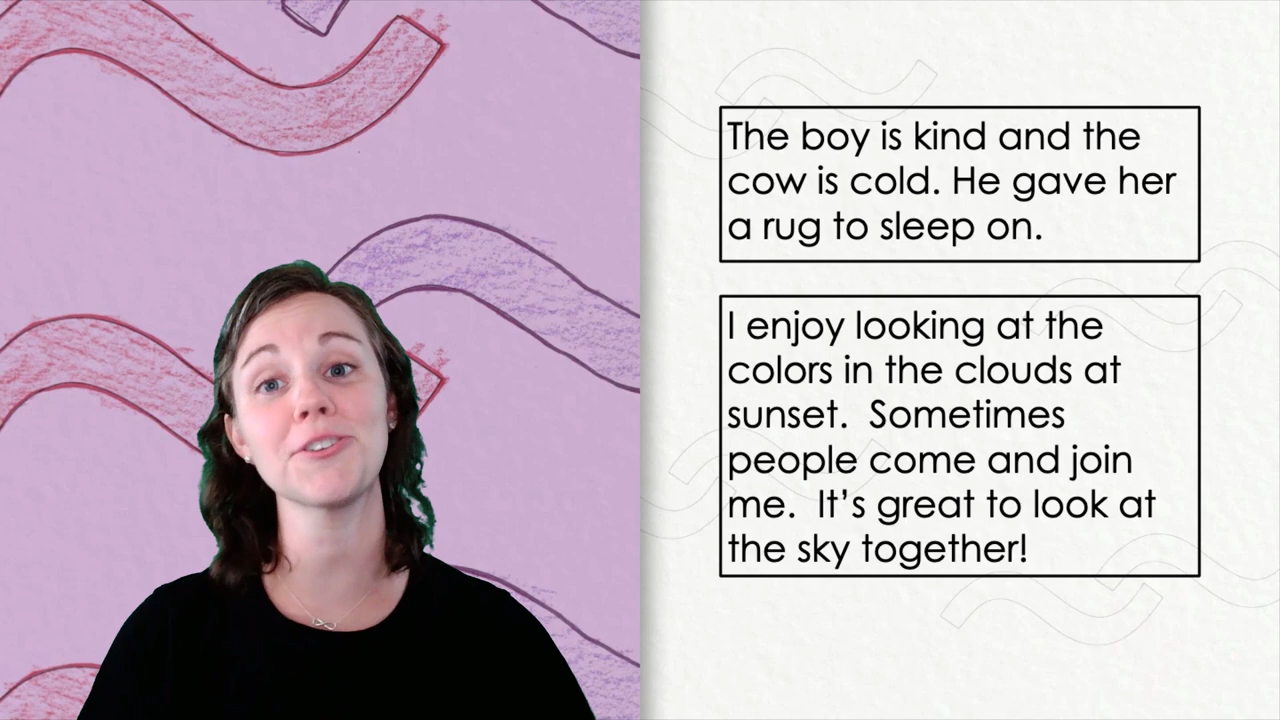 The boy is kind and the
cow is cold. He gave her
a rug to sleep on.
I enjoy looking at the
colors in the clouds at
sunset.  Sometimes
people come and join
me.  It’s great to look at
the sky together!